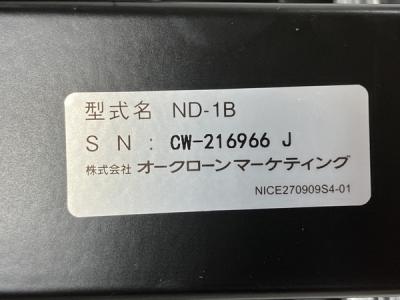 型式名 ND-1B
S N : CW-216966 J
株式会社 オークローンマーケティング
NICE270909S4-01